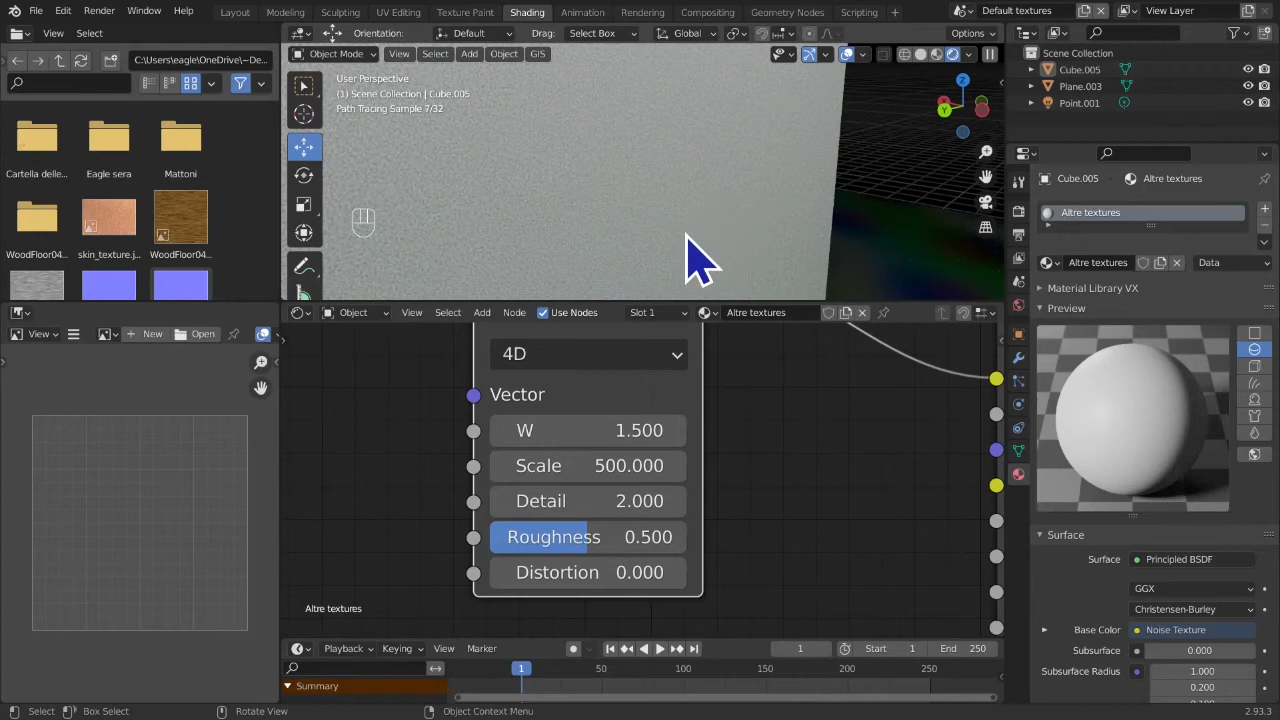 File Edit Render Window Help
Layout Modeling Sculpting UV Editing Texture Paint Shading Animation Rendering Compositing Geometry Nodes Scripting +
Default textures View Layer
View Select
Orientation: Default Drag: Select Box Global Options
C:\eagle\OneDrive\~De...
Object Mode View Select Add Object GIS
User Perspective
(1) Scene Collection | Cube.005
Path Tracing Sample 7/32
Z
Y
Cartella delle... Eagle sera Mattoni
WoodFloor04... skin_texture.j... WoodFloor04...
Scene Collection
Cube.005
Plane.003
Point.001
Cube.005 Altre textures
Altre textures
Altre textures Data
Material Library VX
Preview
Object View Select Add Node Use Nodes Slot 1 Altre textures
View New Open
4D
Vector
W 1.500
Scale 500.000
Detail 2.000
Roughness 0.500
Distortion 0.000
Altre textures
Surface
Surface Principled BSDF
GGX
Christensen-Burley
Base Color Noise Texture
Subsurface 0.000
Subsurface Radius 1.000
0.200
Playback Keying View Marker 1 Start 1 End 250
1 50 100 150 200 250
Summary
Select Box Select Rotate View Object Context Menu 2.93.3